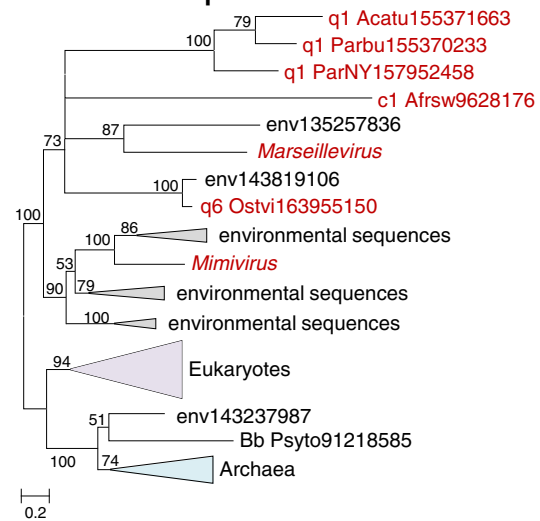 79
q1 Acatu155371663
100
q1 Parbu155370233
q1 ParNY157952458
c1 Afrsw9628176
87
env135257836
73
Marseillevirus
100
env143819106
q6 Ostvi163955150
100
86
environmental sequences
100
53
Mimivirus
90
79
environmental sequences
100
environmental sequences
94
Eukaryotes
51
env143237987
Bb Psyto91218585
100
74
Archaea
0.2